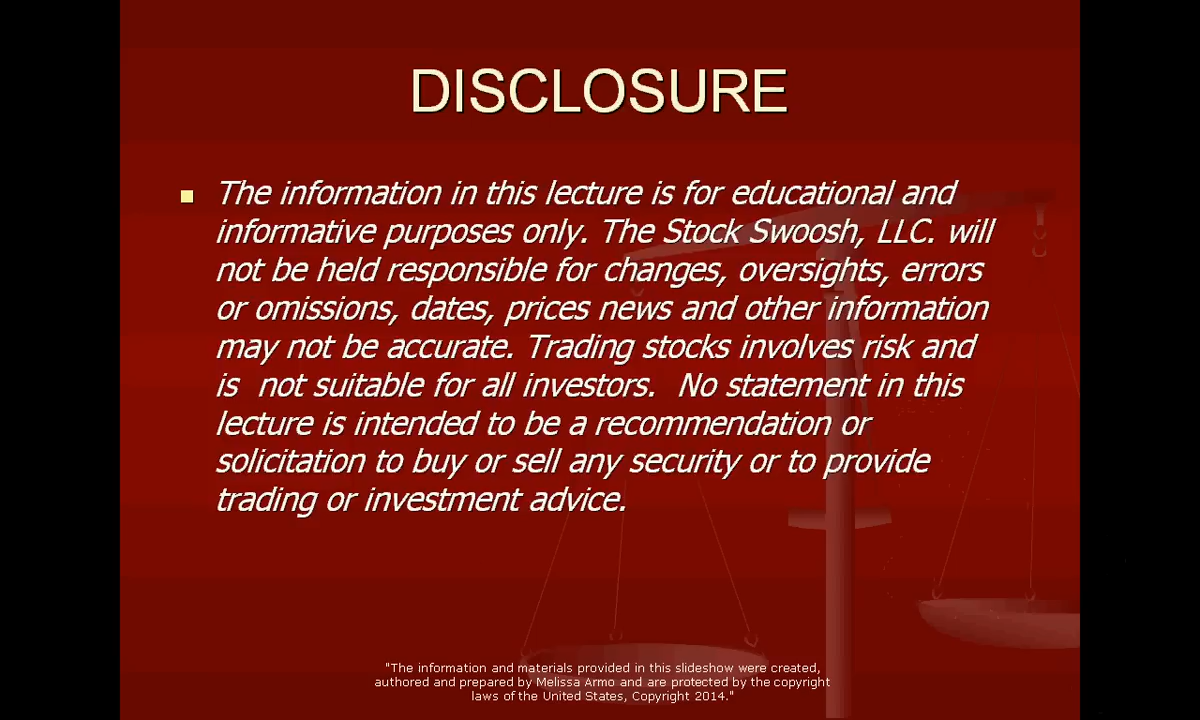 DISCLOSURE
The information in this lecture is for educational and
informative purposes only. The Stock Swoosh, LLC. will
not be held responsible for changes, oversights, errors
or omissions, dates, prices news and other information
may not be accurate. Trading stocks involves risk and
is  not suitable for all investors.  No statement in this
lecture is intended to be a recommendation or
solicitation to buy or sell any security or to provide
trading or investment advice.
"The information and materials provided in this slideshow were created,
authored and prepared by Melissa Armo and are protected by the copyright
laws of the United States, Copyright 2014."